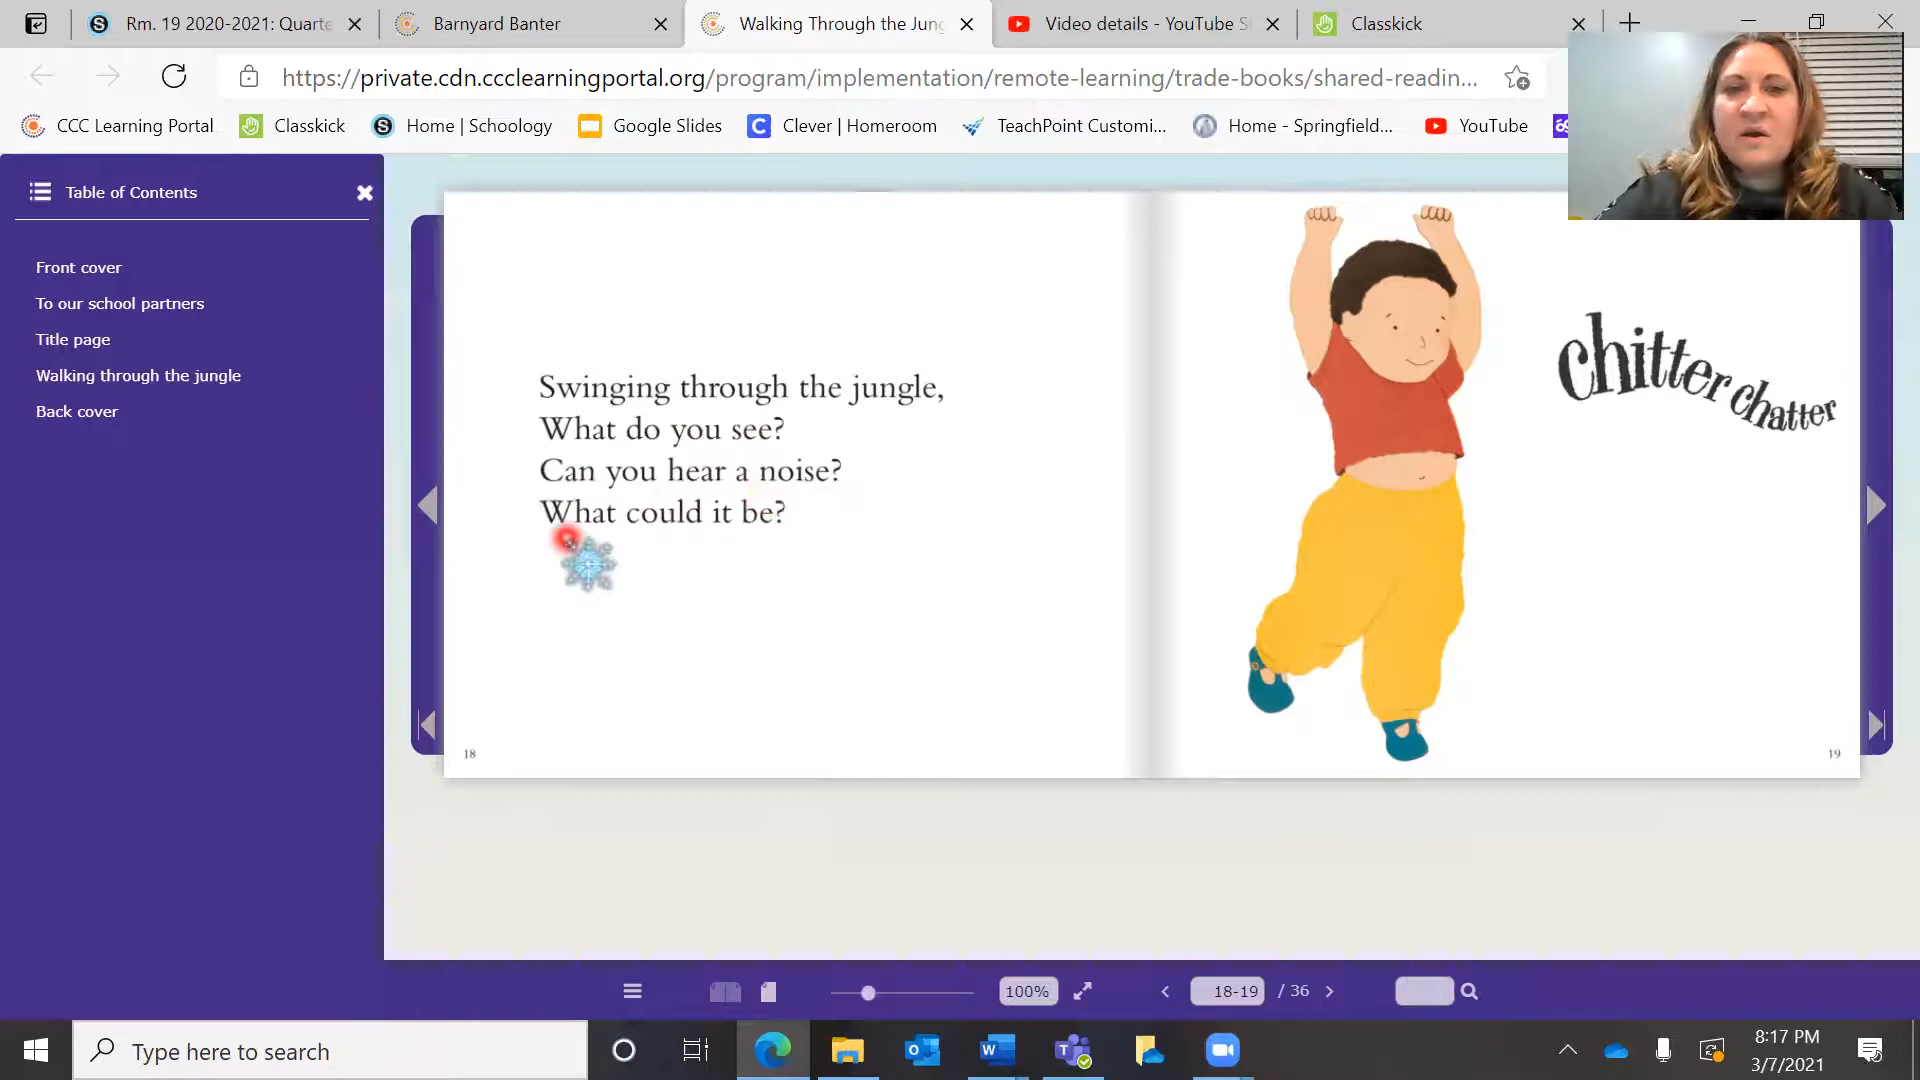 Rm. 19 2020-2021: Quarte
Barnyard Banter
Walking Through the Jung
Video details - YouTube S
Classkick
https://private.cdn.ccclearningportal.org/program/implementation/remote-learning/trade-books/shared-readin...
CCC Learning Portal
Classkick
Home | Schoology
Google Slides
Clever | Homeroom
TeachPoint Customi...
Home - Springfield...
YouTube
Table of Contents
Front cover
To our school partners
Title page
Walking through the jungle
Back cover
Swinging through the jungle,
What do you see?
Can you hear a noise?
What could it be?
18
chitter chatter
19
100%
18-19 / 36
Type here to search
8:17 PM
3/7/2021